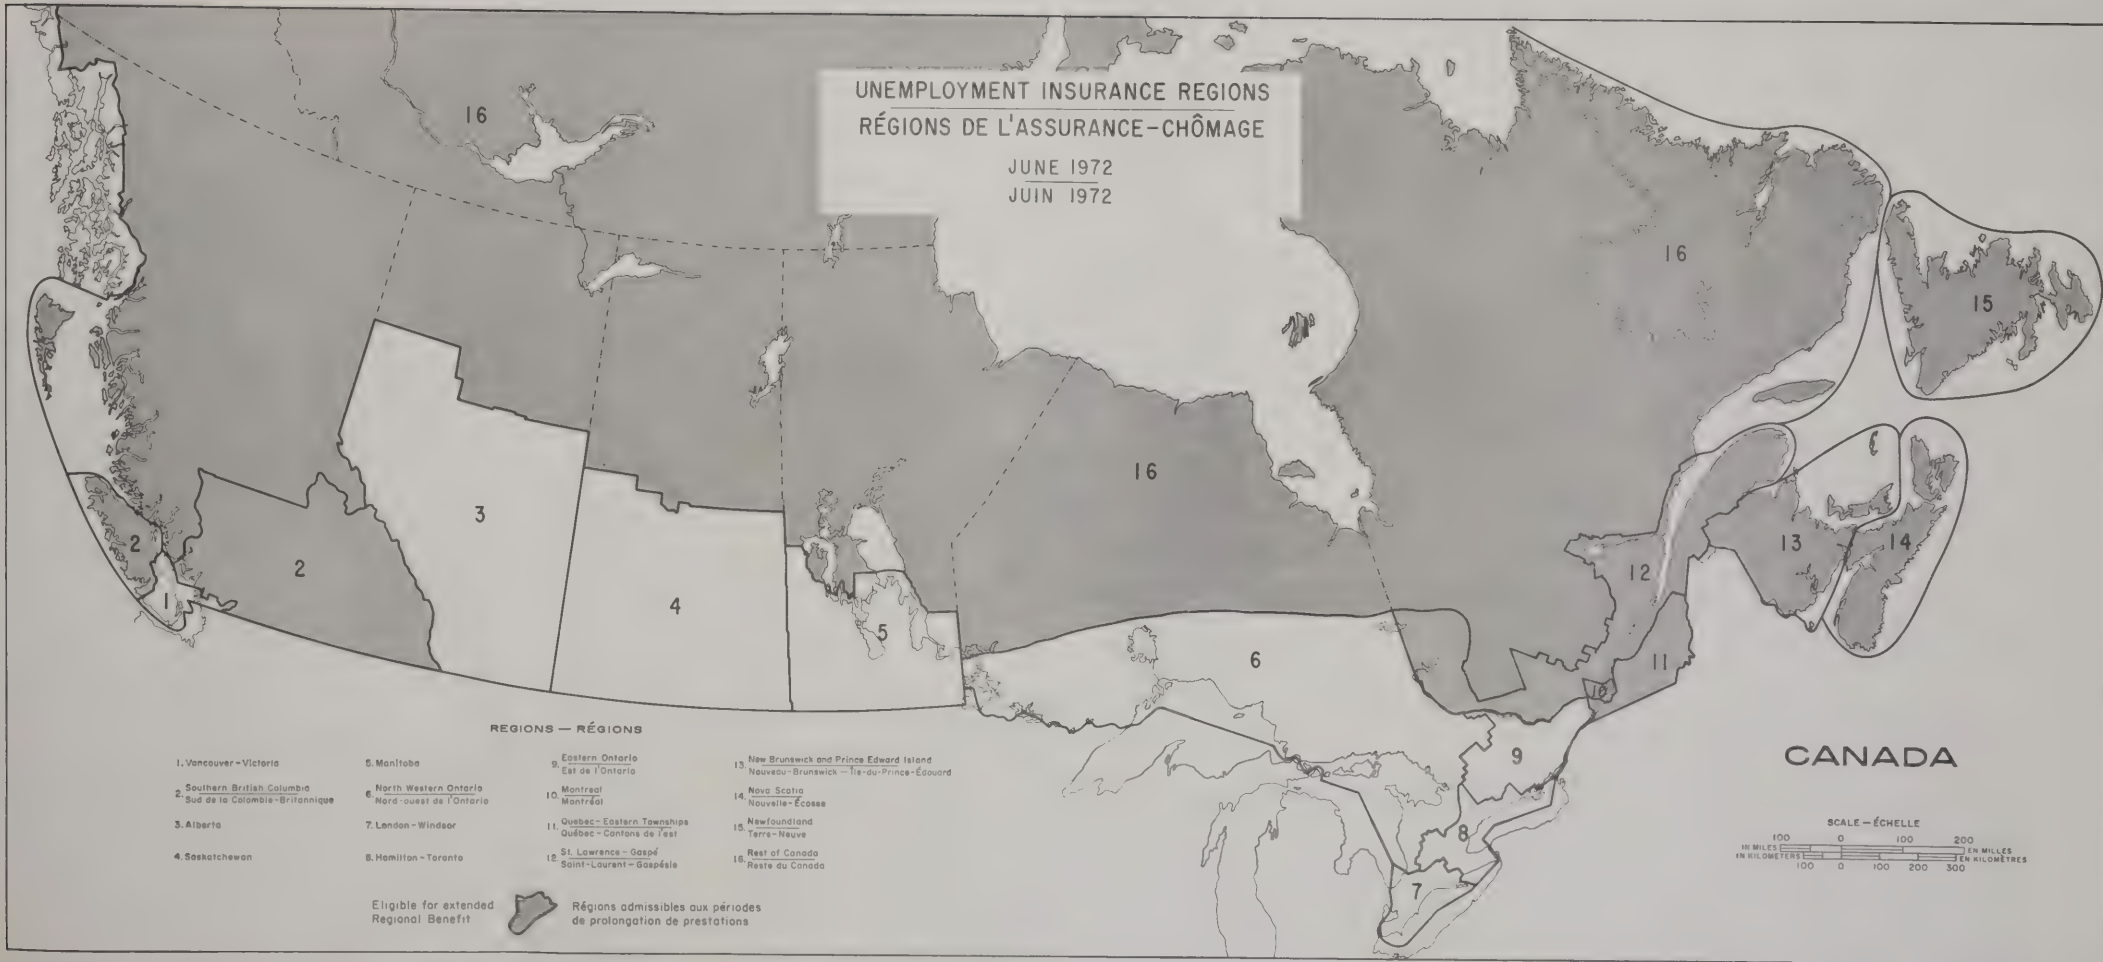 UNEMPLOYMENT INSURANCE REGIONS
RÉGIONS DE L'ASSURANCE-CHÔMAGE
JUNE 1972
JUIN 1972
16
16
15
16
3
2
2
1
4
5
6
12
13
14
11
10
9
8
7
REGIONS — RÉGIONS
1. Vancouver - Victoria
2. Southern British Columbia
Sud de la Colombie-Britannique
3. Alberta
4. Saskatchewan
5. Manitoba
6. North Western Ontario
Nord-ouest de l'Ontario
7. London - Windsor
8. Hamilton - Toronto
9. Eastern Ontario
Est de l'Ontario
10. Montreal
Montréal
11. Quebec - Eastern Townships
Québec - Cantons de l'est
12. St. Lawrence - Gaspé
Saint-Laurent - Gaspésie
13. New Brunswick and Prince Edward Island
Nouveau-Brunswick — Île-du-Prince-Édouard
14. Nova Scotia
Nouvelle-Écosse
15. Newfoundland
Terre-Neuve
16. Rest of Canada
Reste du Canada
Eligible for extended
Regional Benefit
Régions admissibles aux périodes
de prolongation de prestations
CANADA
SCALE — ÉCHELLE
100 0 100 200
IN MILES EN MILLES
IN KILOMETERS EN KILOMÈTRES
100 0 100 200 300